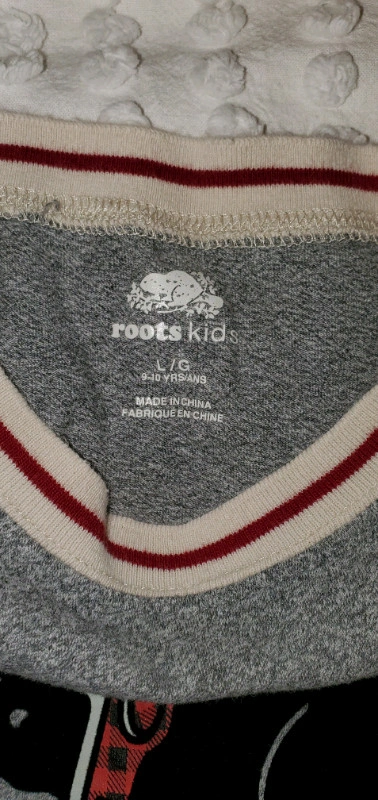 roots kids
L/G
9-10 YRS/ANS
MADE IN CHINA
FABRIQUÉ EN CHINE